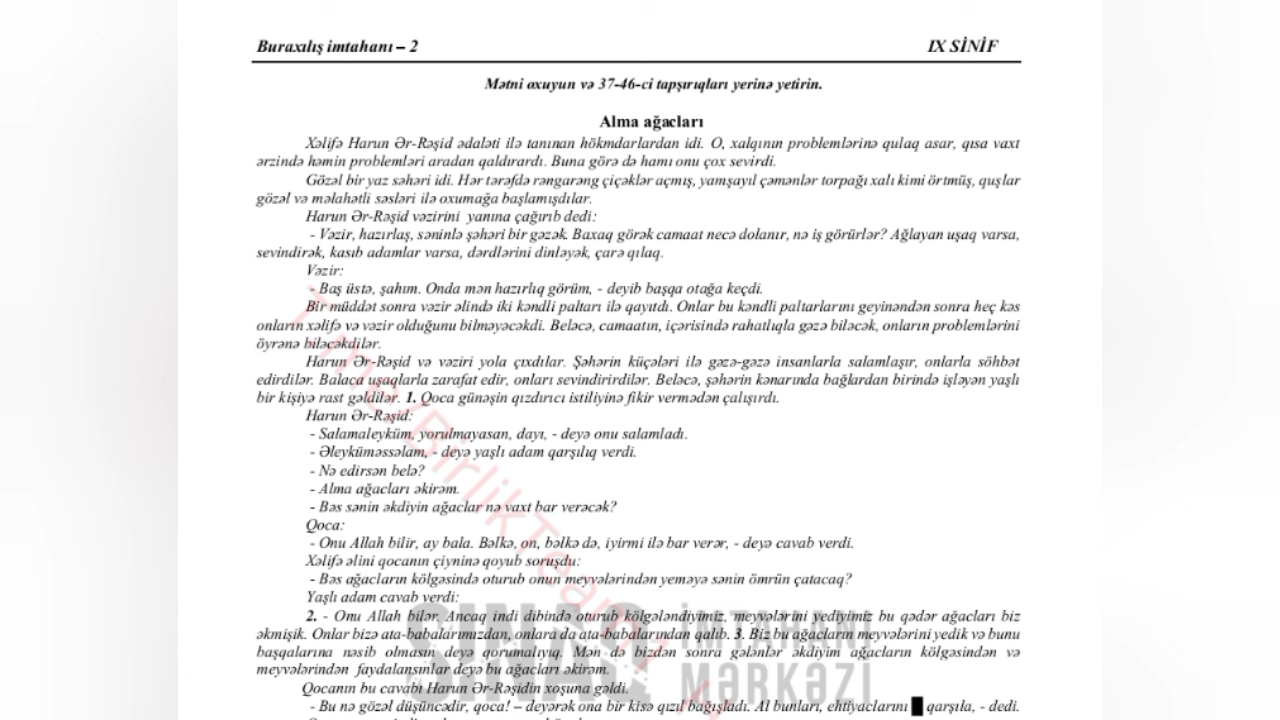 Buraxılış imtahanı – 2 IX SİNİF
Mətni oxuyun və 37-46-cı tapşırıqları yerinə yetirin.
Alma ağacları
Xəlifə Harun Ər-Rəşid ədaləti ilə tanınan hökmdarlardan idi. O, xalqının problemlərinə qulaq asar, qısa vaxt
ərzində həmin problemləri aradan qaldırardı. Buna görə də hamı onu çox sevirdi.
Gözəl bir yaz səhəri idi. Hər tərəfdə rəngarəng çiçəklər açmış, yamşayıl çəmənlər torpağı xalı kimi örtmüş, quşlar
gözəl və məlahətli səsləri ilə oxumağa başlamışdılar.
Harun Ər-Rəşid vəzirini yanına çağırıb dedi:
- Vəzir, hazırlaş, səninlə şəhəri bir gəzək. Baxaq görək camaat necə dolanır, nə iş görürlər? Ağlayan uşaq varsa,
sevindirək, kasıb adamlar varsa, dərdlərini dinləyək, çarə qılaq.
Vəzir:
- Baş üstə, şahım. Onda mən hazırlıq görüm, - deyib başqa otağa keçdi.
Bir müddət sonra vəzir əlində iki kəndli paltarı ilə qayıtdı. Onlar bu kəndli paltarlarını geyinəndən sonra heç kəs
onların xəlifə və vəzir olduğunu bilməyəcəkdi. Beləcə, camaatın, içərisində rahatlıqla gəzə biləcək, onların problemlərini
öyrənə biləcəkdilər.
Harun Ər-Rəşid və vəziri yola çıxdılar. Şəhərin küçələri ilə gəzə-gəzə insanlarla salamlaşır, onlarla söhbət
edirdilər. Balaca uşaqlarla zarafat edir, onları sevindirirdilər. Beləcə, şəhərin kənarında bağlardan birində işləyən yaşlı
bir kişiyə rast gəldilər. 1. Qoca günəşin qızdırıcı istiliyinə fikir vermədən çalışırdı.
Harun Ər-Rəşid:
- Salamaleyküm, yorulmayasan, dayı, - deyə onu salamladı.
- Əleyküməssəlam, - deyə yaşlı adam qarşılıq verdi.
- Nə edirsən belə?
- Alma ağacları əkirəm.
- Bəs sənin əkdiyin ağaclar nə vaxt bar verəcək?
Qoca:
- Onu Allah bilir, ay bala. Bəlkə, on, bəlkə də, iyirmi ilə bar verər, - deyə cavab verdi.
Xəlifə əlini qocanın çiyninə qoyub soruşdu:
- Bəs ağacların kölgəsində oturub onun meyvələrindən yeməyə sənin ömrün çatacaq?
Yaşlı adam cavab verdi:
2. - Onu Allah bilər. Ancaq indi dibində oturub kölgələndiyimiz, meyvələrini yediyimiz bu qədər ağacları biz
əkmişik. Onlar bizə ata-babalarımızdan, onlara da ata-babalarından qalıb. 3. Biz bu ağacların meyvələrini yedik və bunu
başqalarına nəsib olmasın deyə qorumalıyıq. Mən də bizdən sonra gələnlər əkdiyim ağacların kölgəsindən və
meyvələrindən faydalansınlar deyə bu ağacları əkirəm.
Qocanın bu cavabı Harun Ər-Rəşidin xoşuna gəldi.
- Bu nə gözəl düşüncədir, qoca! – deyərək ona bir kisə qızıl bağışladı. Al bunları, ehtiyaclarını qarşıla, - dedi.
SINAQ İMTAHANI MƏRKƏZİ